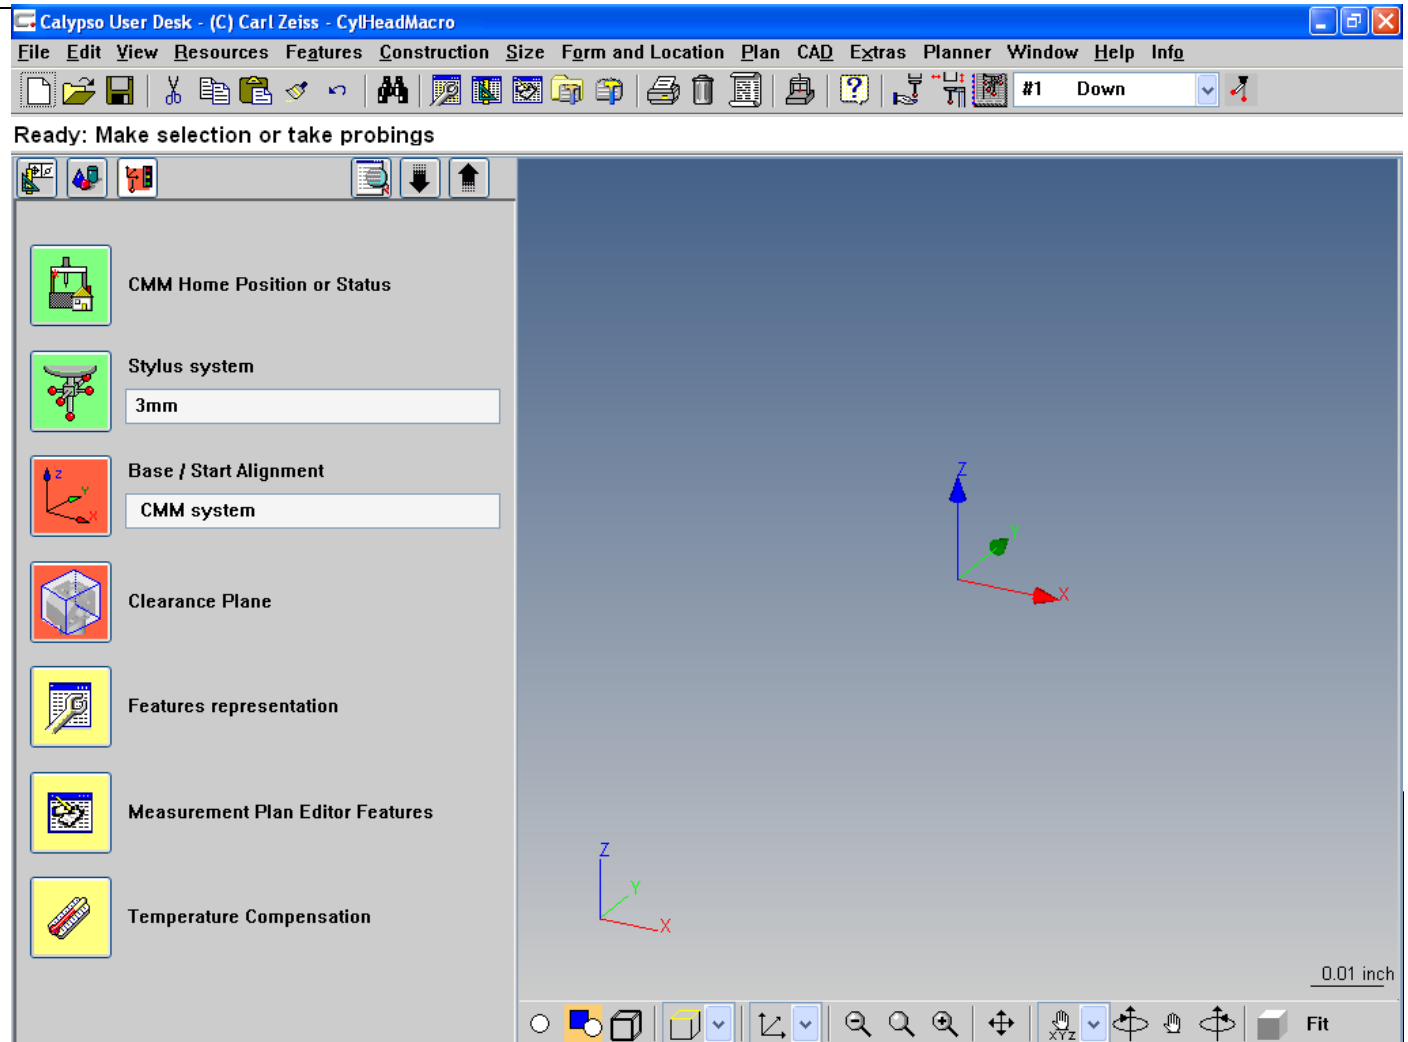 Calypso User Desk - (C) Carl Zeiss - CylHeadMacro
File Edit View Resources Features Construction Size Form and Location Plan CAD Extras Planner Window Help Info
#1 Down
Ready: Make selection or take probings
CMM Home Position or Status
Stylus system
3mm
Z
Y
X
Base / Start Alignment
CMM system
Clearance Plane
Features representation
Measurement Plan Editor Features
Temperature Compensation
Z
Y
X
Z
Y
X
0.01 inch
XYZ
Fit